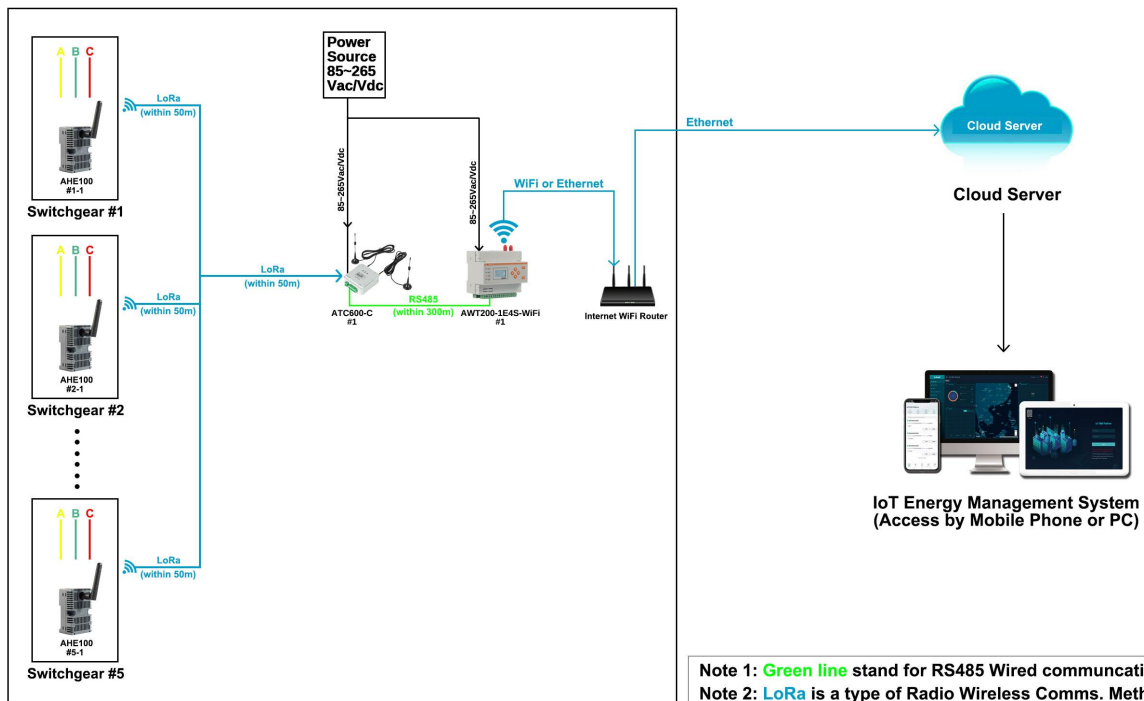 A B C
LoRa
(within 50m)
AHE100
#1-1
Switchgear #1
A B C
LoRa
(within 50m)
AHE100
#2-1
Switchgear #2
A B C
LoRa
(within 50m)
AHE100
#5-1
Switchgear #5
LoRa
(within 50m)
Power
Source
85~265
Vac/Vdc
85~265Vac/Vdc
85~265Vac/Vdc
ATC600-C
#1
RS485
(within 300m)
AWT200-1E4S-WiFi
#1
WiFi or Ethernet
Internet WiFi Router
Ethernet
Cloud Server
Cloud Server
IoT Energy Management System
(Access by Mobile Phone or PC)
Note 1: Green line stand for RS485 Wired communcati
Note 2: LoRa is a type of Radio Wireless Comms. Meth